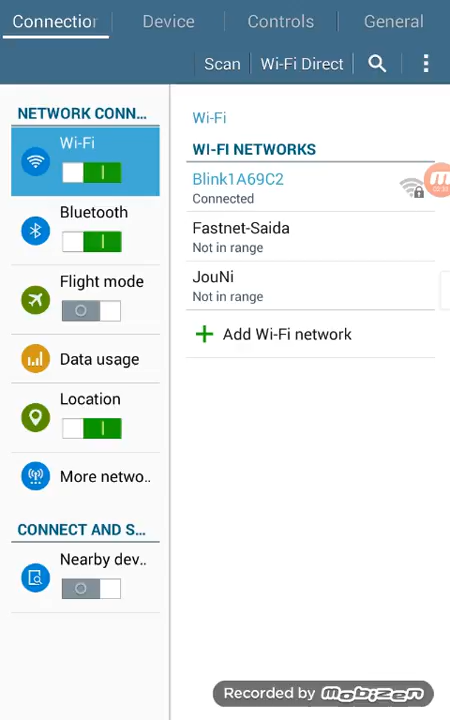 Connection
Device
Controls
General
Scan
Wi-Fi Direct
NETWORK CONN...
Wi-Fi
Bluetooth
Flight mode
Data usage
Location
More netwo..
CONNECT AND S...
Nearby dev..
Wi-Fi
WI-FI NETWORKS
Blink1A69C2
Connected
Fastnet-Saida
Not in range
JouNi
Not in range
Add Wi-Fi network
Recorded by mobizen